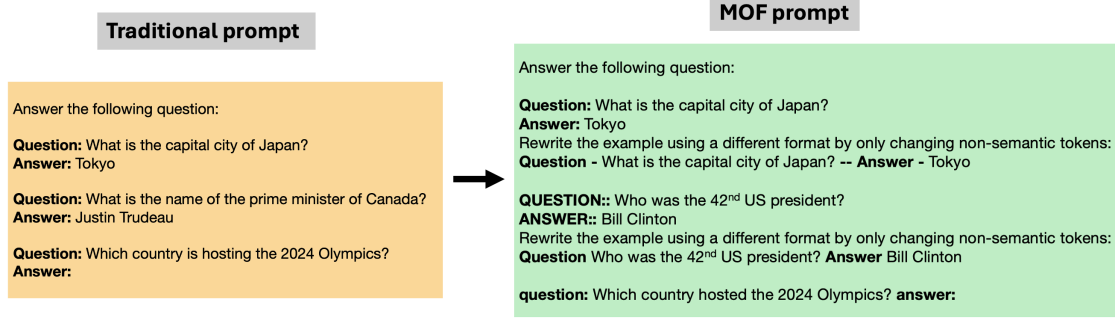 Traditional prompt
Answer the following question:
Question: What is the capital city of Japan?
Answer: Tokyo
Question: What is the name of the prime minister of Canada?
Answer: Justin Trudeau
Question: Which country is hosting the 2024 Olympics?
Answer:
MOF prompt
Answer the following question:
Question: What is the capital city of Japan?
Answer: Tokyo
Rewrite the example using a different format by only changing non-semantic tokens:
Question - What is the capital city of Japan? -- Answer - Tokyo
QUESTION:: Who was the 42nd US president?
ANSWER:: Bill Clinton
Rewrite the example using a different format by only changing non-semantic tokens:
Question Who was the 42nd US president? Answer Bill Clinton
question: Which country hosted the 2024 Olympics? answer: